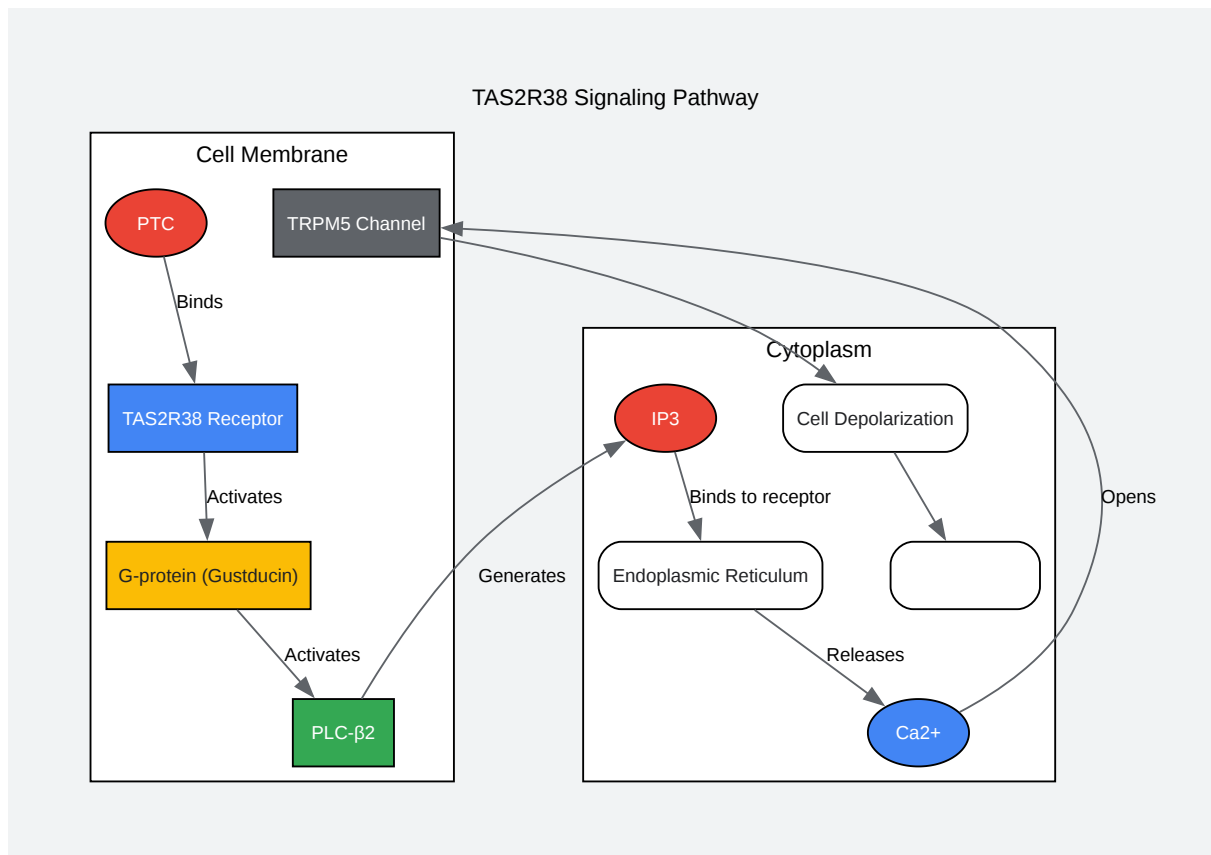 TAS2R38 Signaling Pathway
Cell Membrane
PTC
TRPM5 Channel
Binds
TAS2R38 Receptor
Activates
G-protein (Gustducin)
Activates
PLC-β2
Generates
Cytoplasm
IP3
Cell Depolarization
Binds to receptor
Opens
Endoplasmic Reticulum
Releases
Ca2+